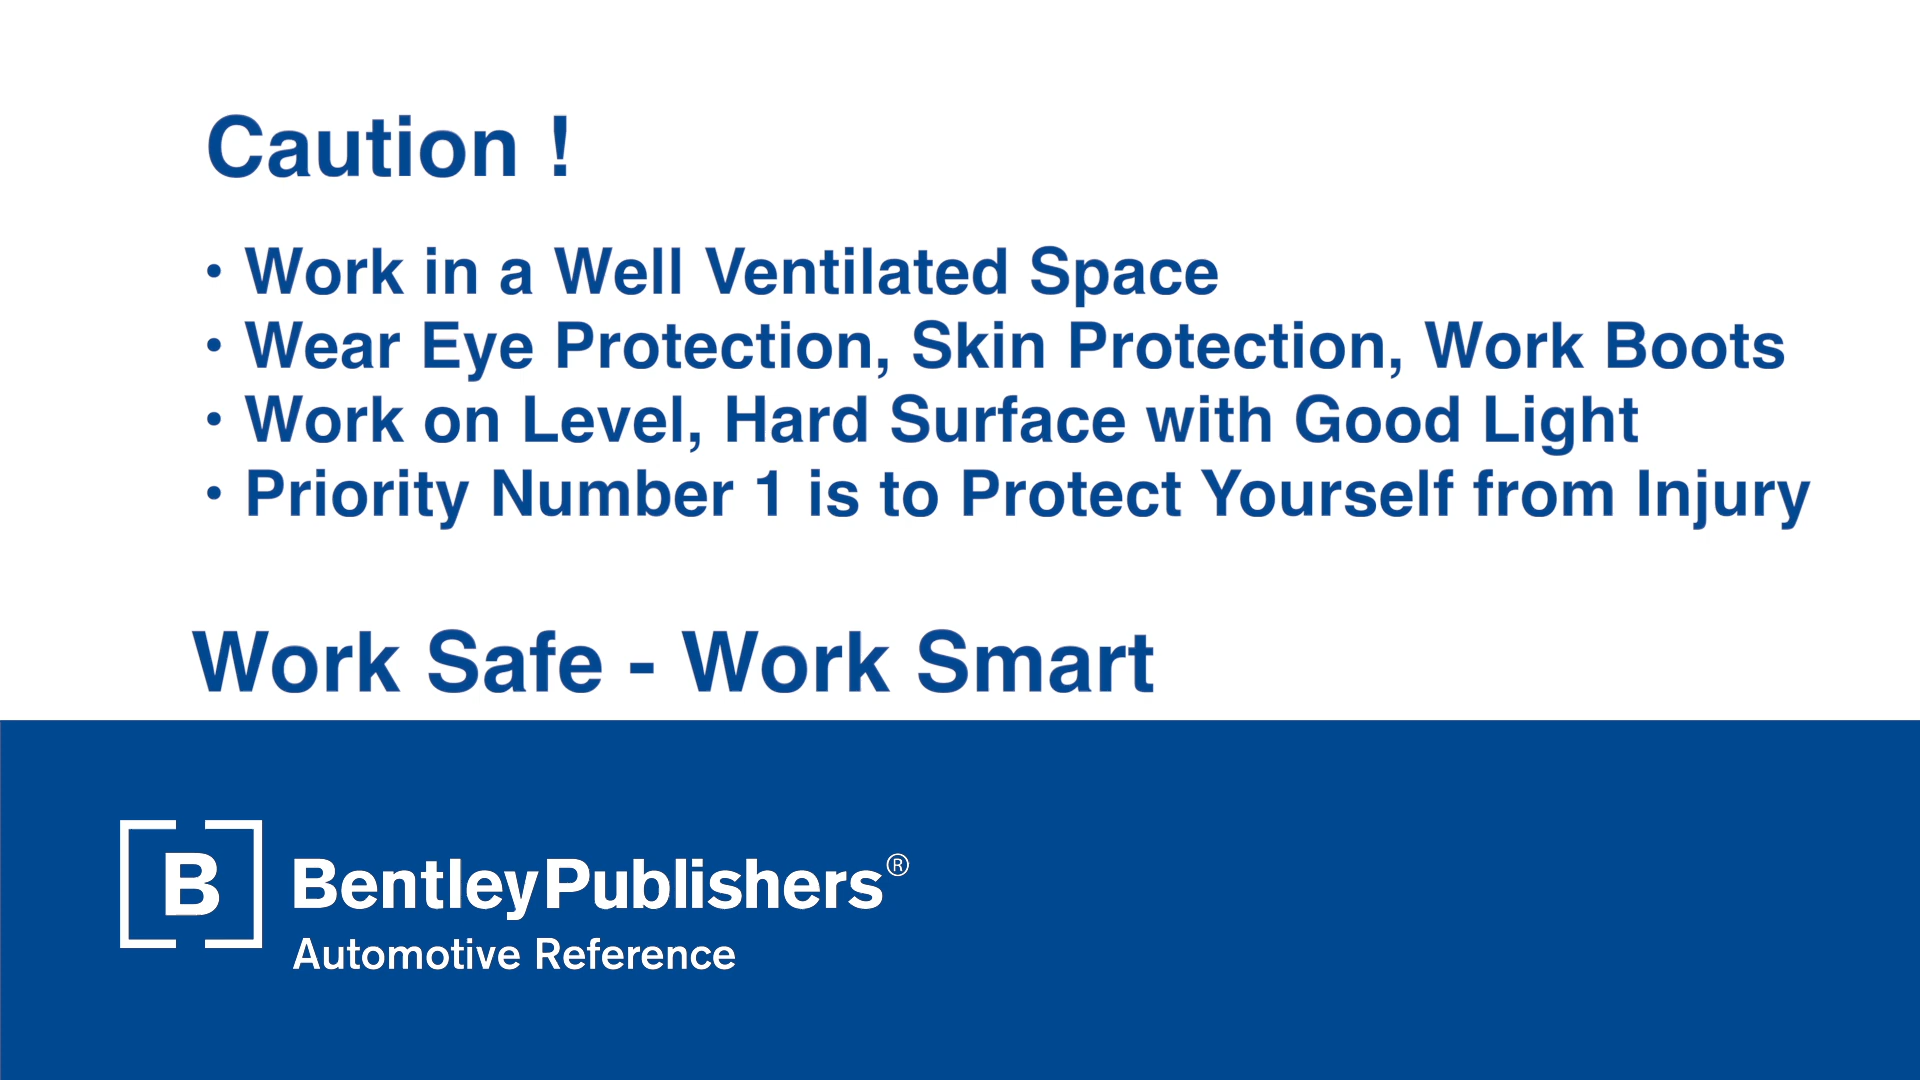 Caution !
• Work in a Well Ventilated Space
• Wear Eye Protection, Skin Protection, Work Boots
• Work on Level, Hard Surface with Good Light
• Priority Number 1 is to Protect Yourself from Injury
Work Safe - Work Smart
B
BentleyPublishers®
Automotive Reference